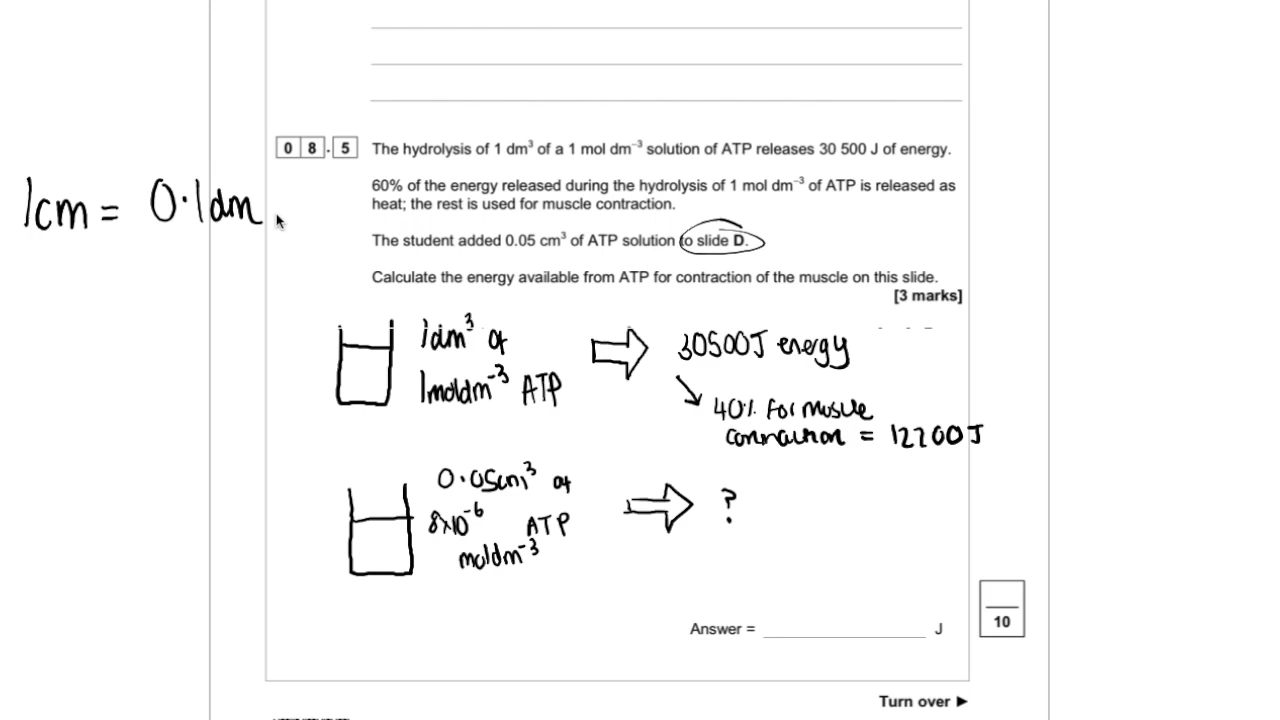 0 8 . 5 The hydrolysis of 1 dm³ of a 1 mol dm⁻³ solution of ATP releases 30 500 J of energy.
60% of the energy released during the hydrolysis of 1 mol dm⁻³ of ATP is released as
heat; the rest is used for muscle contraction.
1cm = 0.1dm
The student added 0.05 cm³ of ATP solution to slide D.
Calculate the energy available from ATP for contraction of the muscle on this slide.
[3 marks]
1dm³ of
1moldm⁻³ ATP
30500J energy
40% for muscle
contraction = 12200J
0.05cm³ of
8×10⁻⁶ ATP
moldm⁻³
?
Answer = J
10
Turn over ►